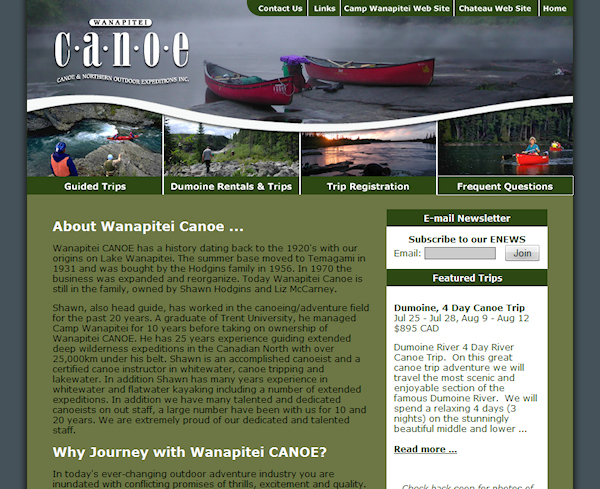 Contact Us
Links
Camp Wanapitei Web Site
Chateau Web Site
Home
WANAPITEI
c·a·n·o·e
CANOE & NORTHERN OUTDOOR EXPEDITIONS INC.
Guided Trips
Dumoine Rentals & Trips
Trip Registration
Frequent Questions
About Wanapitei Canoe ...
Wanapitei CANOE has a history dating back to the 1920's with our
origins on Lake Wanapitei. The summer base moved to Temagami in
1931 and was bought by the Hodgins family in 1956. In 1970 the
business was expanded and reorganize. Today Wanapitei Canoe is
still in the family, owned by Shawn Hodgins and Liz McCarney.
Shawn, also head guide, has worked in the canoeing/adventure field
for the past 20 years. A graduate of Trent University, he managed
Camp Wanapitei for 10 years before taking on ownership of
Wanapitei CANOE. He has 25 years experience guiding extended
deep wilderness expeditions in the Canadian North with over
25,000km under his belt. Shawn is an accomplished canoeist and a
certified canoe instructor in whitewater, canoe tripping and
lakewater. In addition Shawn has many years experience in
whitewater and flatwater kayaking including a number of extended
expeditions. In addition we have many talented and dedicated
canoeists on out staff, a large number have been with us for 10 and
20 years. We are extremely proud of our dedicated and talented
staff.
Why Journey with Wanapitei CANOE?
In today's ever-changing outdoor adventure industry you are
inundated with conflicting promises of thrills, excitement and quality.
E-mail Newsletter
Subscribe to our ENEWS
Email:
Join
Featured Trips
Dumoine, 4 Day Canoe Trip
Jul 25 - Jul 28, Aug 9 - Aug 12
$895 CAD
Dumoine River 4 Day River
Canoe Trip. On this great
canoe trip adventure we will
travel the most scenic and
enjoyable section of the
famous Dumoine River. We will
spend a relaxing 4 days (3
nights) on the stunningly
beautiful middle and lower ...
Read more ...
Check back soon for photos of